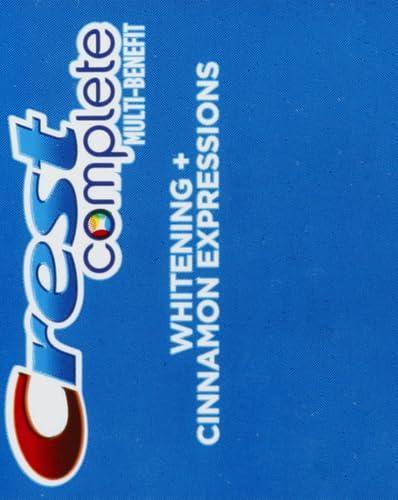 Crest
complete
MULTI-BENEFIT
WHITENING +
CINNAMON EXPRESSIONS